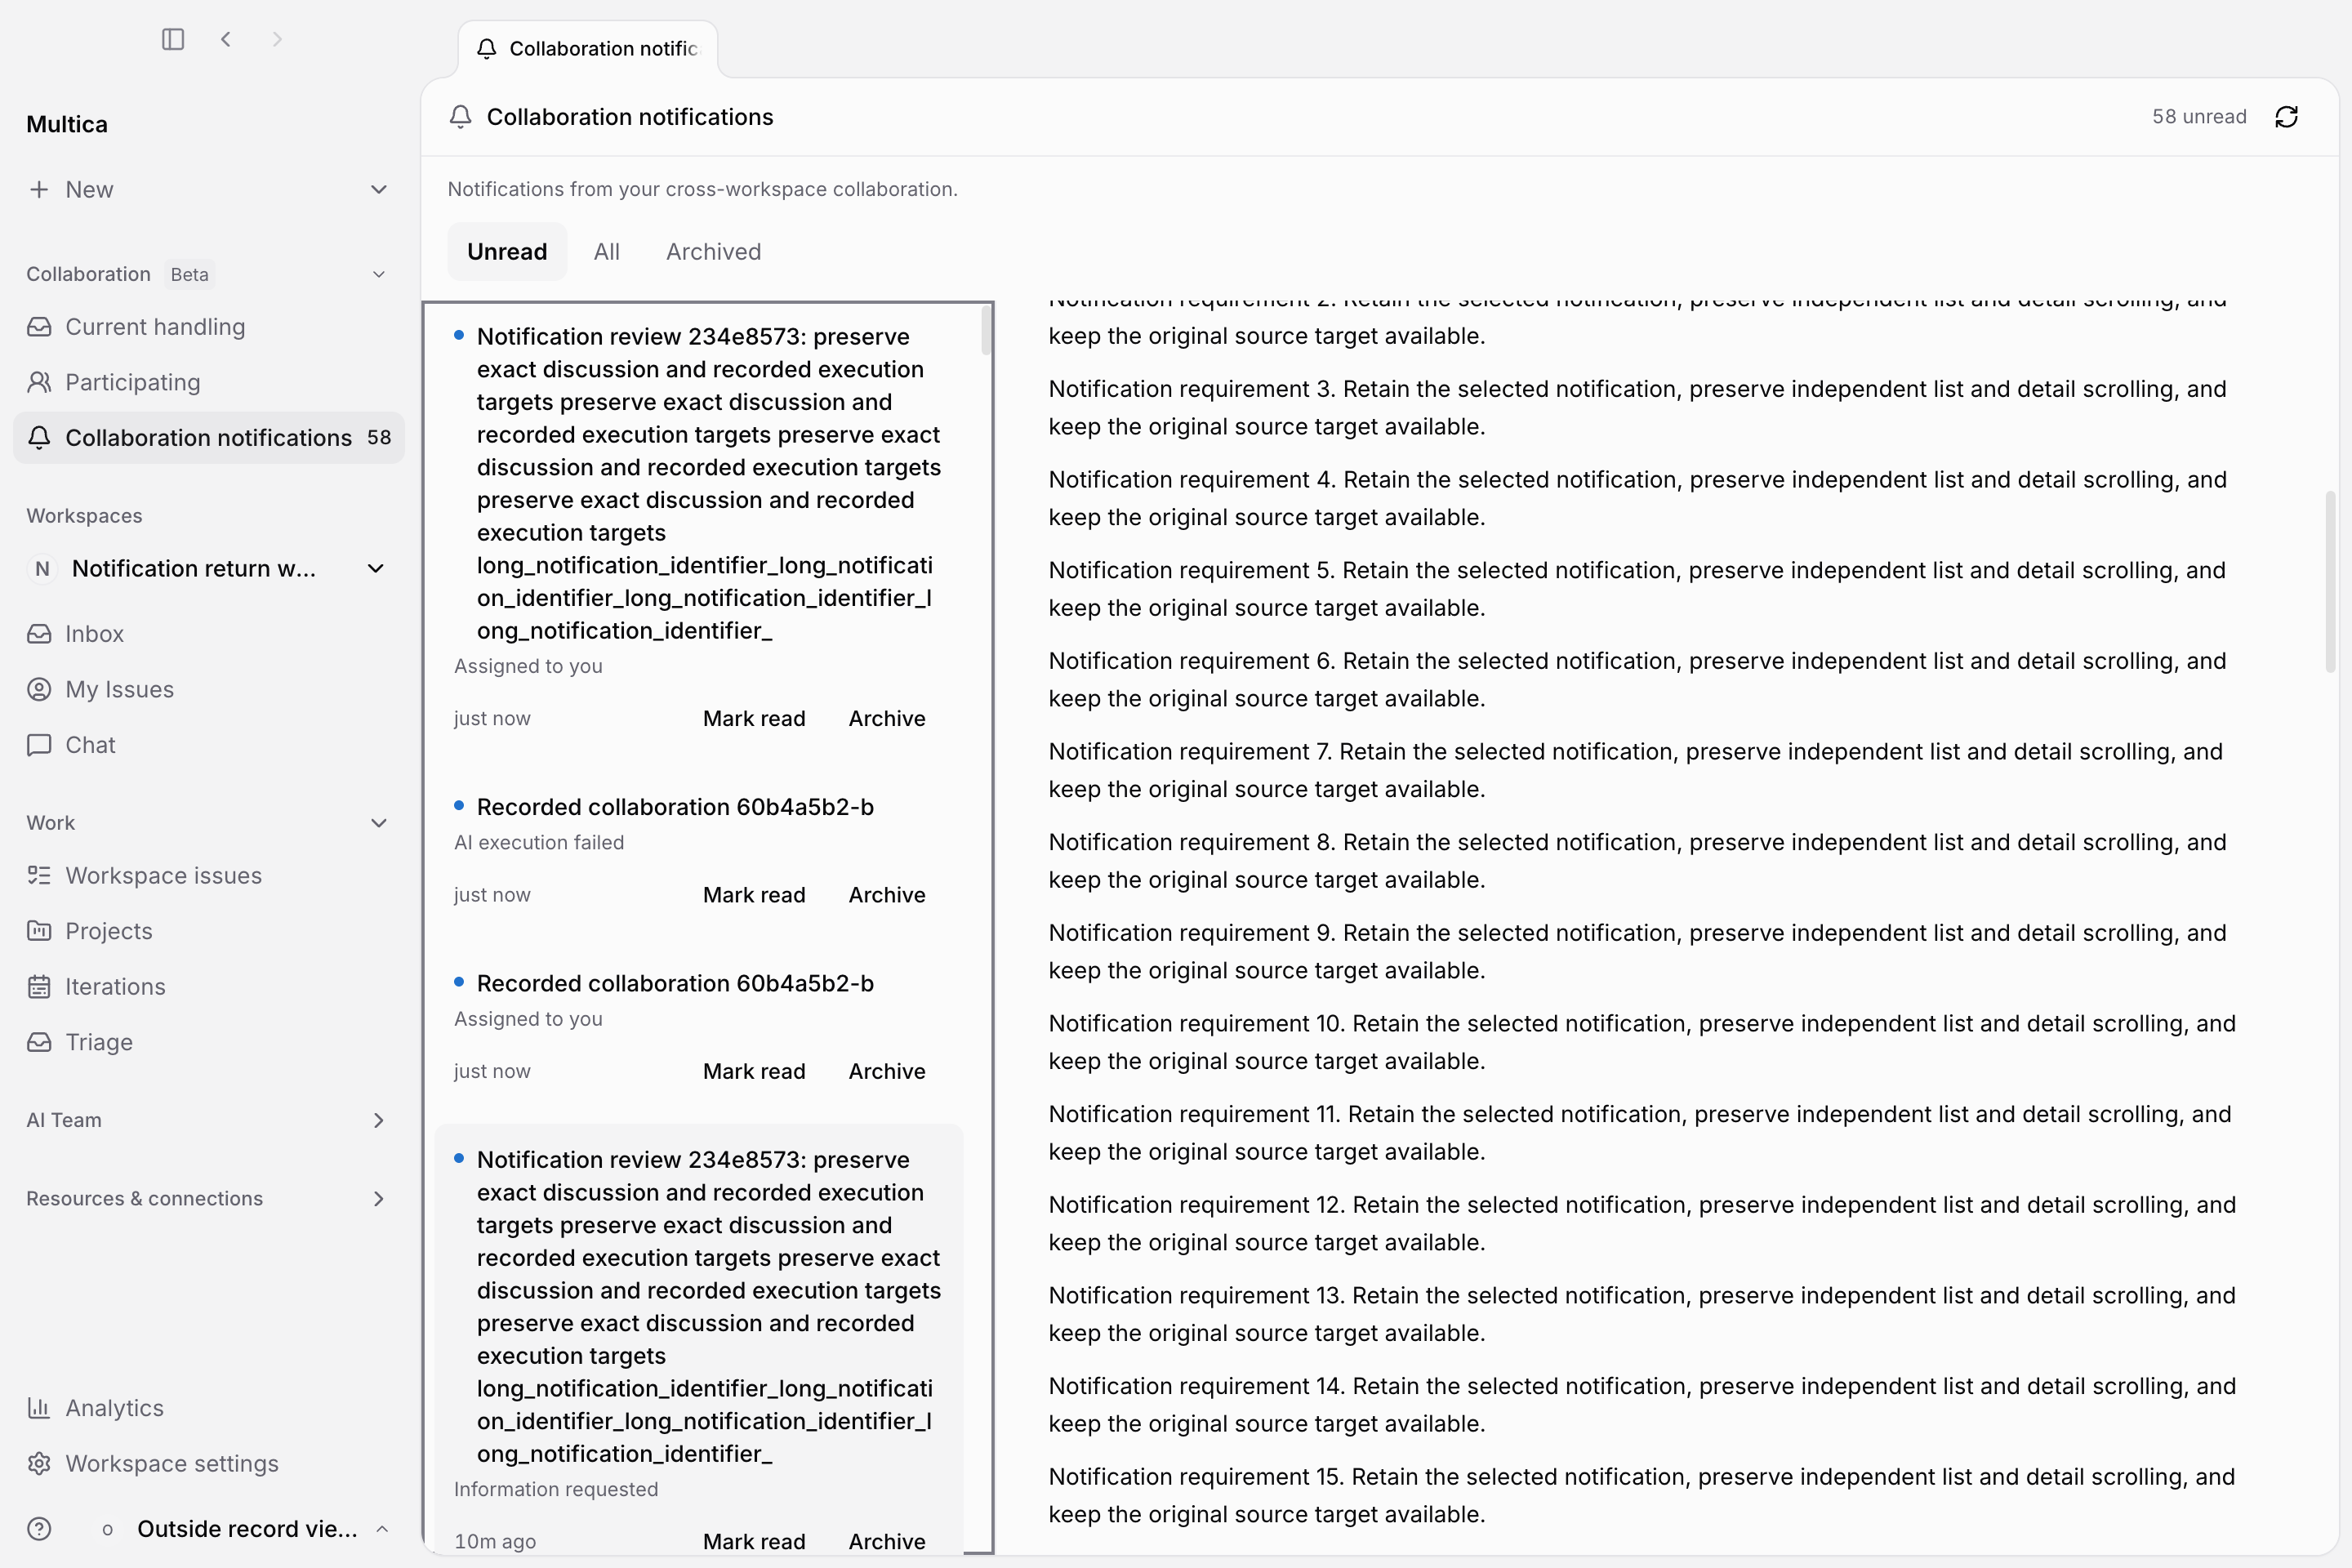 Collaboration notific
Multica
New
Collaboration Beta
Current handling
Participating
Collaboration notifications 58
Workspaces
N Notification return w...
Inbox
My Issues
Chat
Work
Workspace issues
Projects
Iterations
Triage
AI Team
Resources & connections
Analytics
Workspace settings
o Outside record vie...
Collaboration notifications
58 unread
Notifications from your cross-workspace collaboration.
Unread All Archived
Notification review 234e8573: preserve
exact discussion and recorded execution
targets preserve exact discussion and
recorded execution targets preserve exact
discussion and recorded execution targets
preserve exact discussion and recorded
execution targets
long_notification_identifier_long_notificati
on_identifier_long_notification_identifier_l
ong_notification_identifier_
Assigned to you
just now Mark read Archive
Recorded collaboration 60b4a5b2-b
AI execution failed
just now Mark read Archive
Recorded collaboration 60b4a5b2-b
Assigned to you
just now Mark read Archive
Notification review 234e8573: preserve
exact discussion and recorded execution
targets preserve exact discussion and
recorded execution targets preserve exact
discussion and recorded execution targets
preserve exact discussion and recorded
execution targets
long_notification_identifier_long_notificati
on_identifier_long_notification_identifier_l
ong_notification_identifier_
Information requested
10m ago Mark read Archive
Notification requirement 2. Retain the selected notification, preserve independent list and detail scrolling, and
keep the original source target available.
Notification requirement 3. Retain the selected notification, preserve independent list and detail scrolling, and
keep the original source target available.
Notification requirement 4. Retain the selected notification, preserve independent list and detail scrolling, and
keep the original source target available.
Notification requirement 5. Retain the selected notification, preserve independent list and detail scrolling, and
keep the original source target available.
Notification requirement 6. Retain the selected notification, preserve independent list and detail scrolling, and
keep the original source target available.
Notification requirement 7. Retain the selected notification, preserve independent list and detail scrolling, and
keep the original source target available.
Notification requirement 8. Retain the selected notification, preserve independent list and detail scrolling, and
keep the original source target available.
Notification requirement 9. Retain the selected notification, preserve independent list and detail scrolling, and
keep the original source target available.
Notification requirement 10. Retain the selected notification, preserve independent list and detail scrolling, and
keep the original source target available.
Notification requirement 11. Retain the selected notification, preserve independent list and detail scrolling, and
keep the original source target available.
Notification requirement 12. Retain the selected notification, preserve independent list and detail scrolling, and
keep the original source target available.
Notification requirement 13. Retain the selected notification, preserve independent list and detail scrolling, and
keep the original source target available.
Notification requirement 14. Retain the selected notification, preserve independent list and detail scrolling, and
keep the original source target available.
Notification requirement 15. Retain the selected notification, preserve independent list and detail scrolling, and
keep the original source target available.